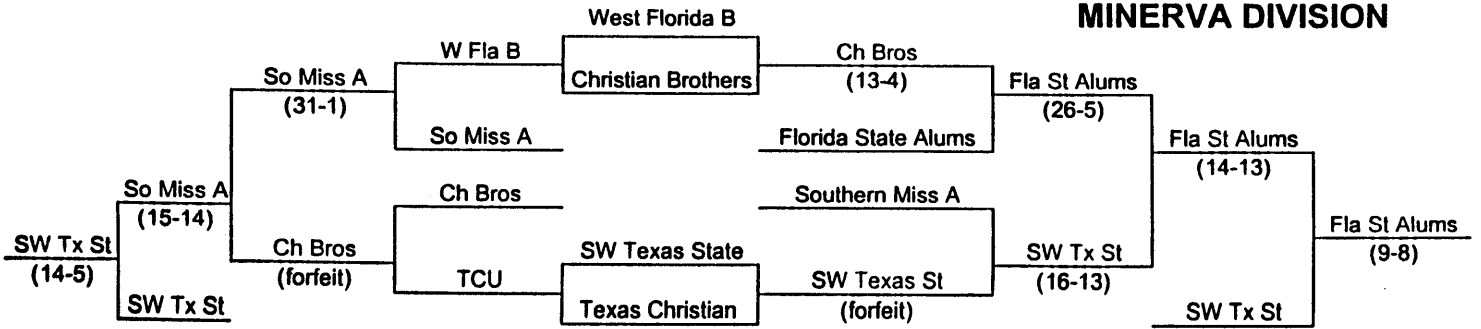 MINERVA DIVISION
West Florida B
W Fla B
Ch Bros
So Miss A
Christian Brothers
(13-4)
Fla St Alums
(31-1)
(26-5)
So Miss A
Florida State Alums
Fla St Alums
(14-13)
So Miss A
Ch Bros
Southern Miss A
(15-14)
Fla St Alums
SW Tx St
Ch Bros
SW Texas State
SW Tx St
(9-8)
(14-5)
(forfeit)
TCU
SW Texas St
(16-13)
SW Tx St
Texas Christian
(forfeit)
SW Tx St